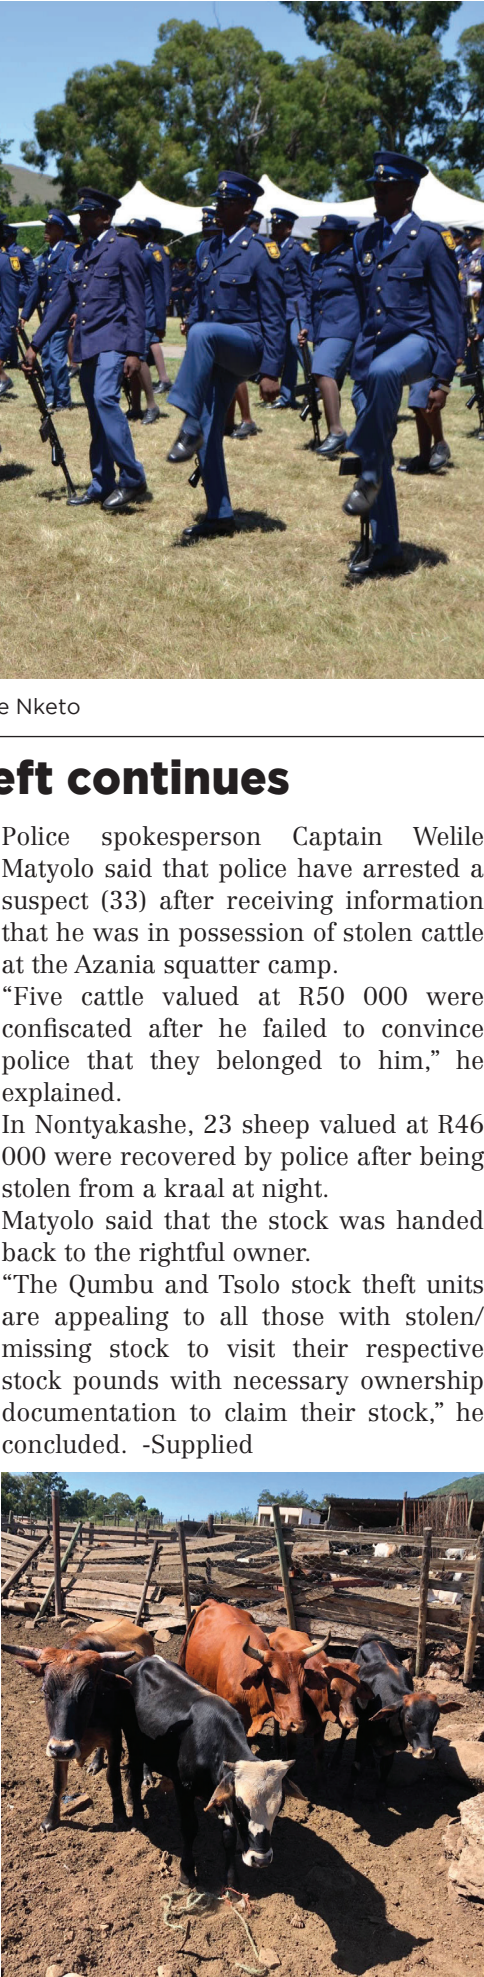 e Nketo
eft continues
Police spokesperson Captain Welile
Matyolo said that police have arrested a
suspect (33) after receiving information
that he was in possession of stolen cattle
at the Azania squatter camp.
“Five cattle valued at R50 000 were
confiscated after he failed to convince
police that they belonged to him,” he
explained.
In Nontyakashe, 23 sheep valued at R46
000 were recovered by police after being
stolen from a kraal at night.
Matyolo said that the stock was handed
back to the rightful owner.
“The Qumbu and Tsolo stock theft units
are appealing to all those with stolen/
missing stock to visit their respective
stock pounds with necessary ownership
documentation to claim their stock,” he
concluded. -Supplied